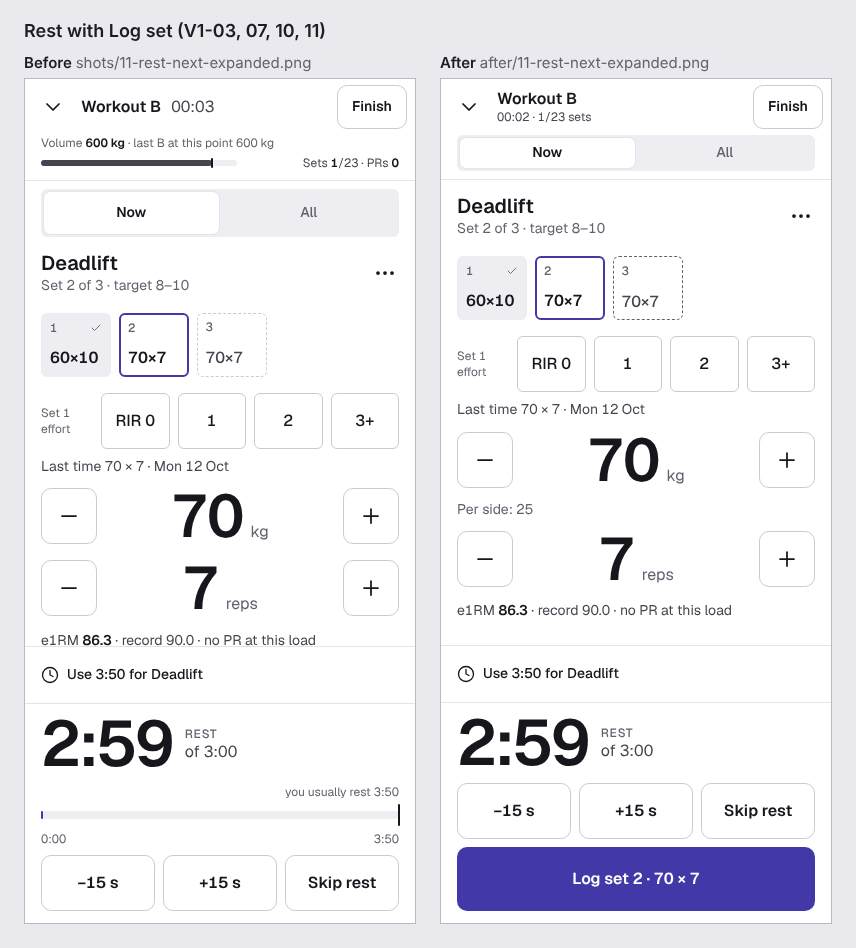 Rest with Log set (V1-03, 07, 10, 11)
Before shots/11-rest-next-expanded.png
Workout B 00:03
Finish
Volume 600 kg · last B at this point 600 kg
Sets 1/23 · PRs 0
Now
All
Deadlift
Set 2 of 3 · target 8–10
1
60×10
2
70×7
3
70×7
Set 1
effort
RIR 0
1
2
3+
Last time 70 × 7 · Mon 12 Oct
−
70 kg
+
−
7 reps
+
e1RM 86.3 · record 90.0 · no PR at this load
Use 3:50 for Deadlift
2:59
REST
of 3:00
you usually rest 3:50
0:00
3:50
−15 s
+15 s
Skip rest
After after/11-rest-next-expanded.png
Workout B
00:02 · 1/23 sets
Finish
Now
All
Deadlift
Set 2 of 3 · target 8–10
1
60×10
2
70×7
3
70×7
Set 1
effort
RIR 0
1
2
3+
Last time 70 × 7 · Mon 12 Oct
−
70 kg
+
Per side: 25
−
7 reps
+
e1RM 86.3 · record 90.0 · no PR at this load
Use 3:50 for Deadlift
2:59
REST
of 3:00
−15 s
+15 s
Skip rest
Log set 2 · 70 × 7